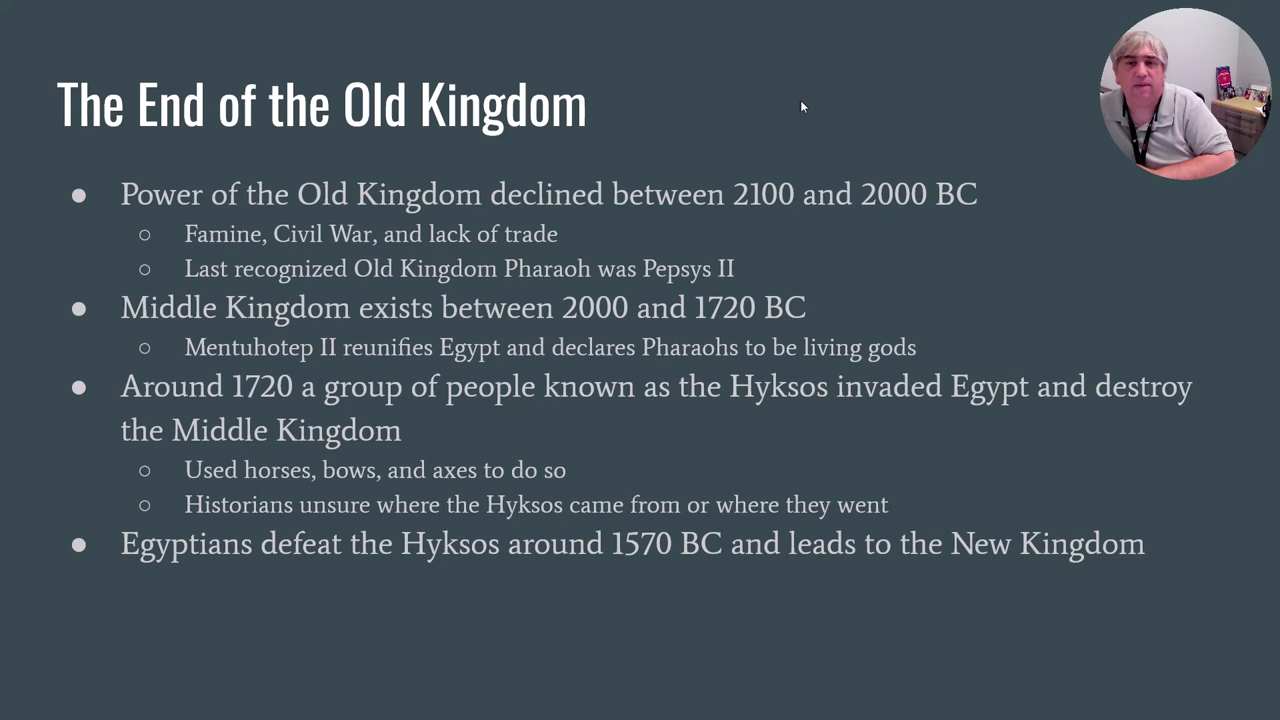 The End of the Old Kingdom
● Power of the Old Kingdom declined between 2100 and 2000 BC
○ Famine, Civil War, and lack of trade
○ Last recognized Old Kingdom Pharaoh was Pepsys II
● Middle Kingdom exists between 2000 and 1720 BC
○ Mentuhotep II reunifies Egypt and declares Pharaohs to be living gods
● Around 1720 a group of people known as the Hyksos invaded Egypt and destroy
the Middle Kingdom
○ Used horses, bows, and axes to do so
○ Historians unsure where the Hyksos came from or where they went
● Egyptians defeat the Hyksos around 1570 BC and leads to the New Kingdom